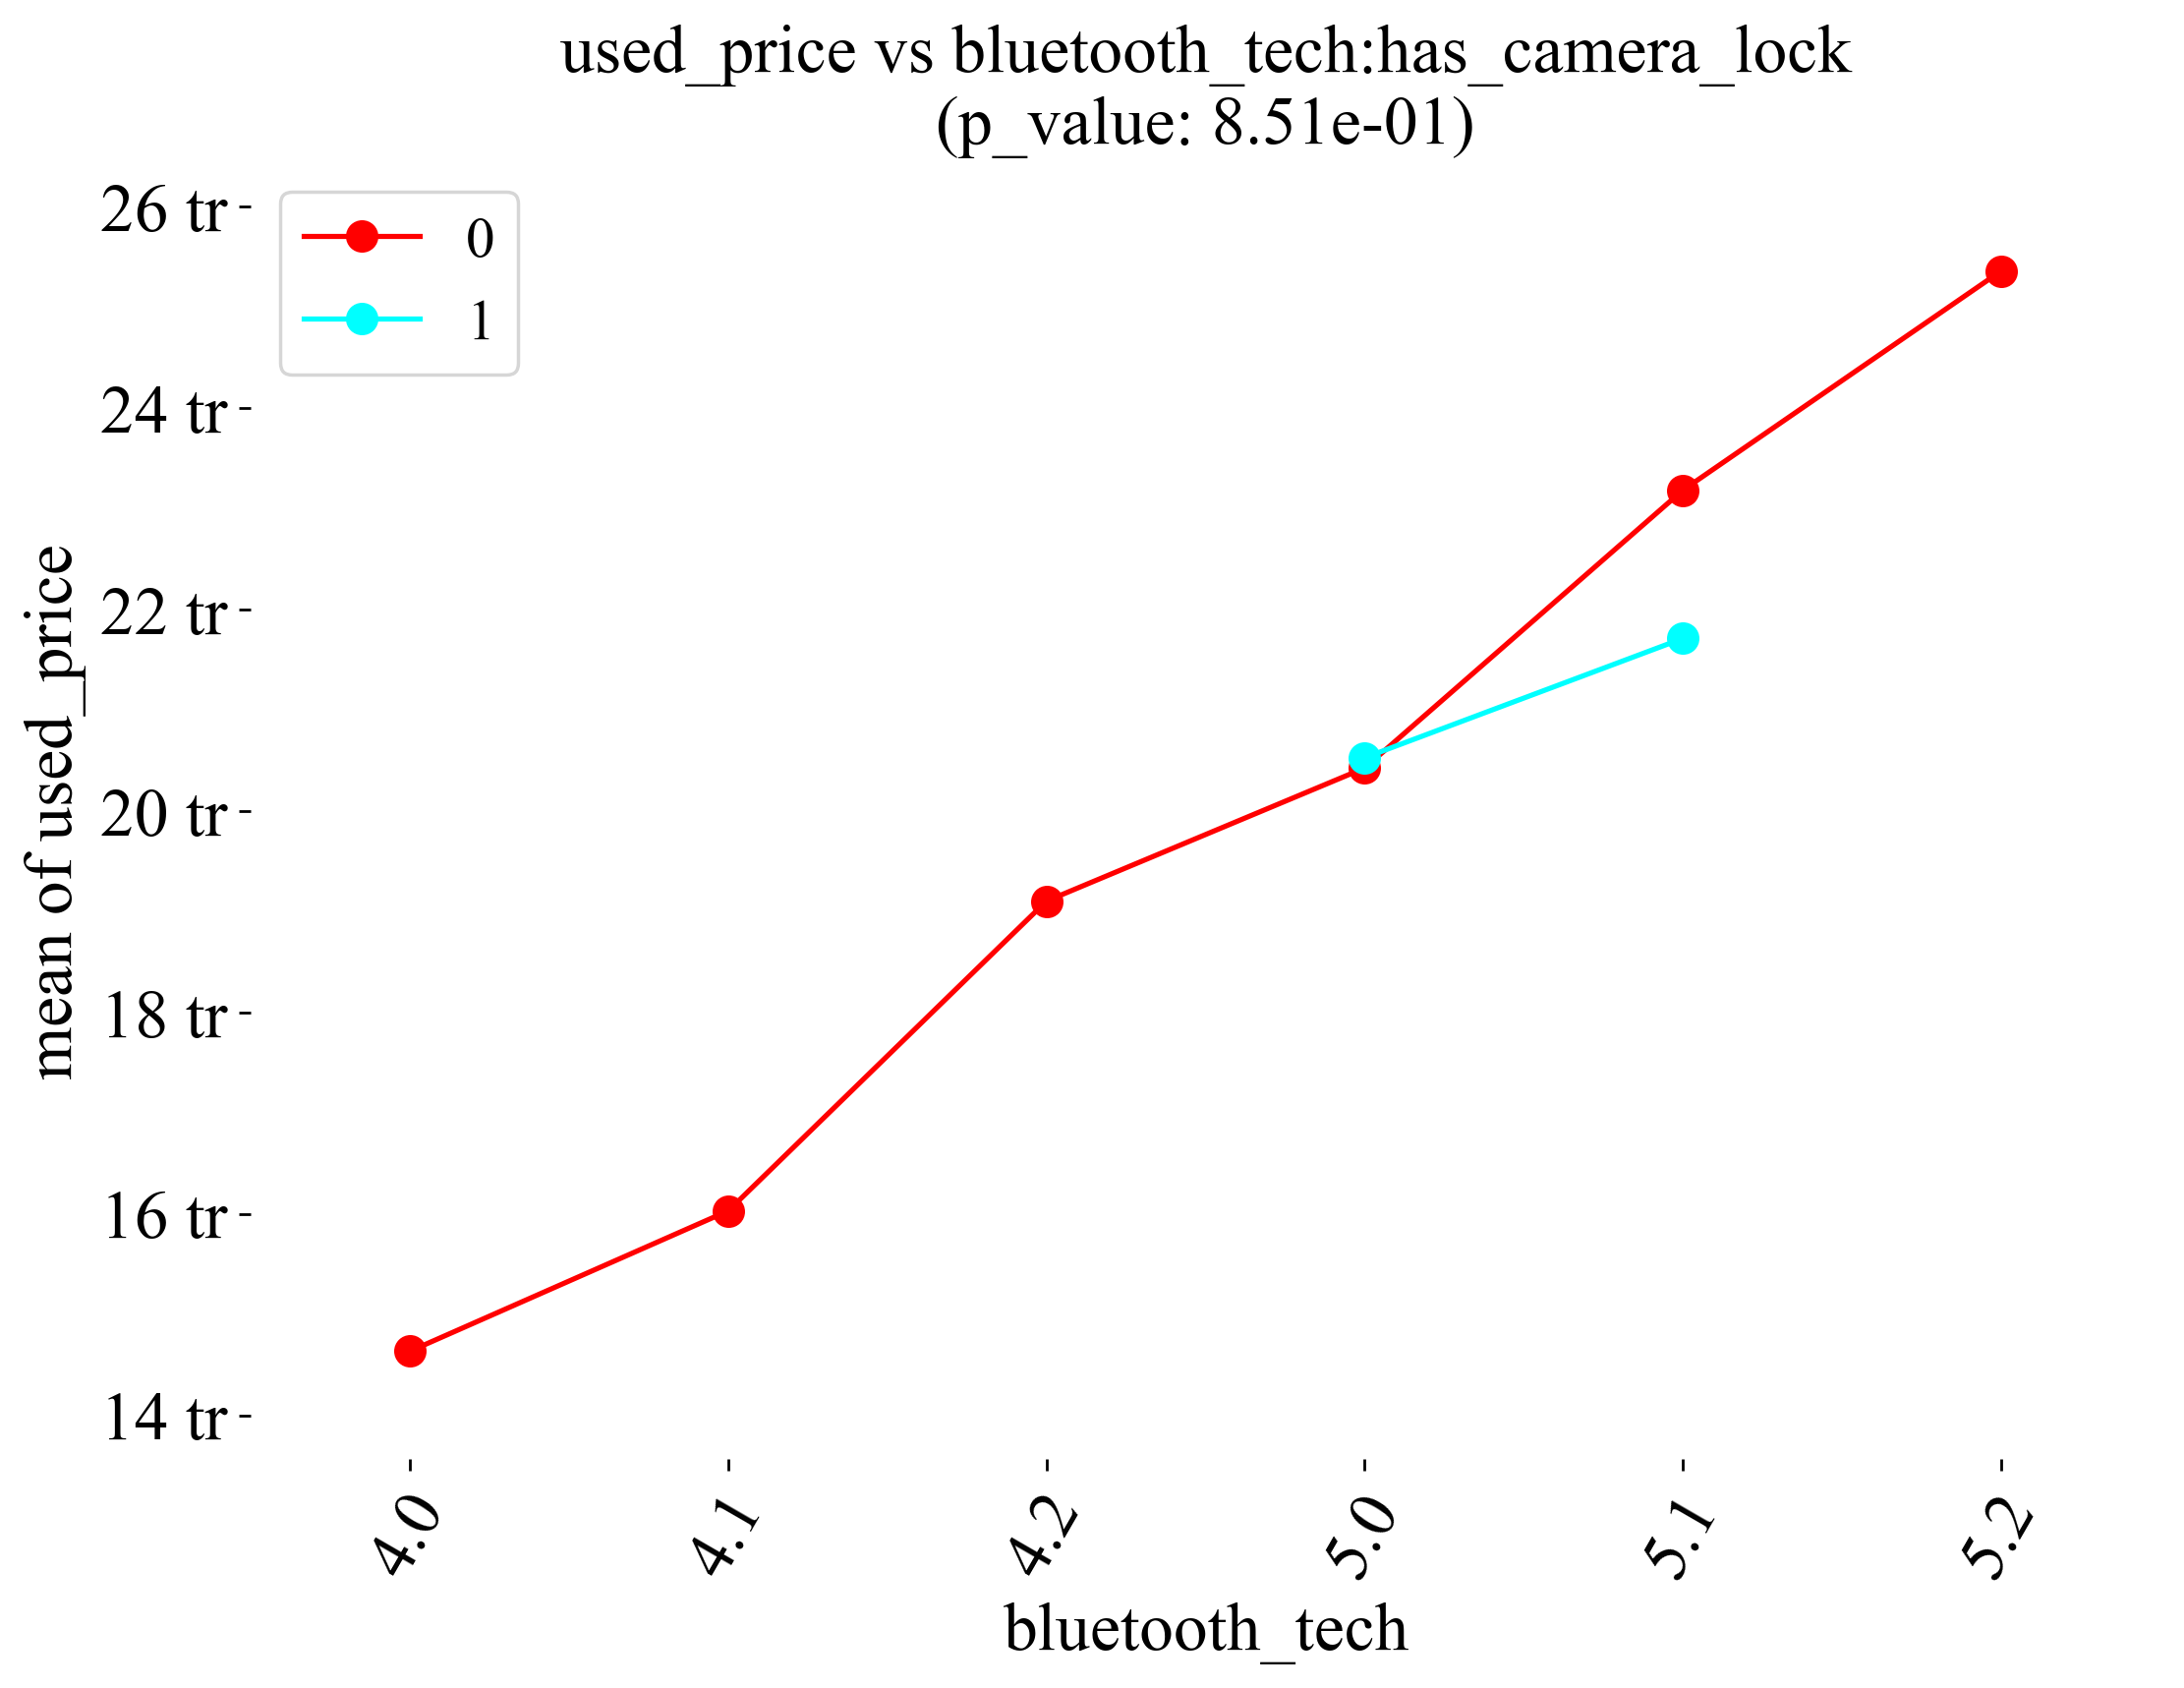 used_price vs bluetooth_tech:has_camera_lock
(p_value: 8.51e-01)
0
1
mean of used_price
26 tr
24 tr
22 tr
20 tr
18 tr
16 tr
14 tr
4.0
4.1
4.2
5.0
5.1
5.2
bluetooth_tech